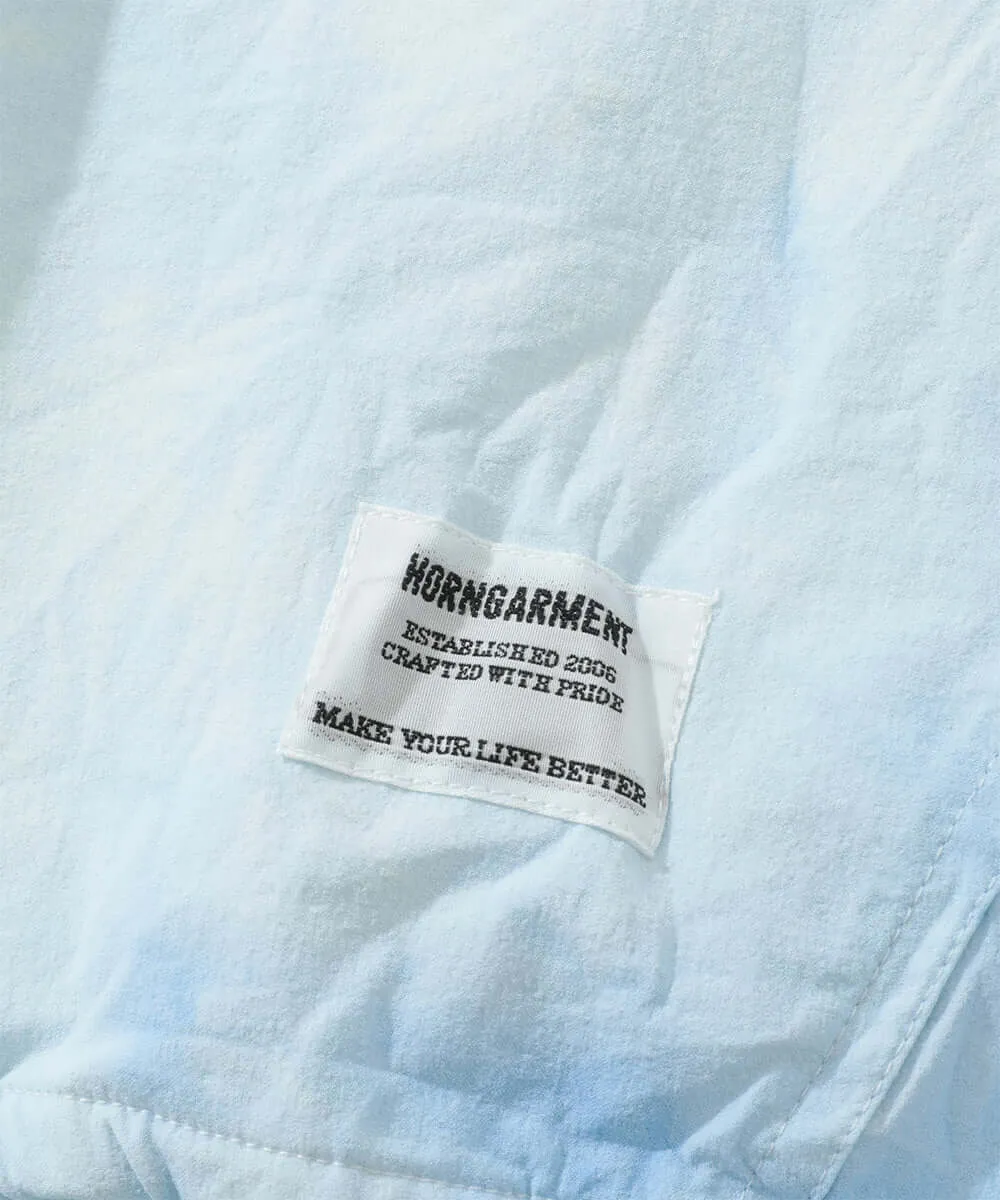 HORNGARMENT
ESTABLISHED 2006
CRAFTED WITH PRIDE
MAKE YOUR LIFE BETTER